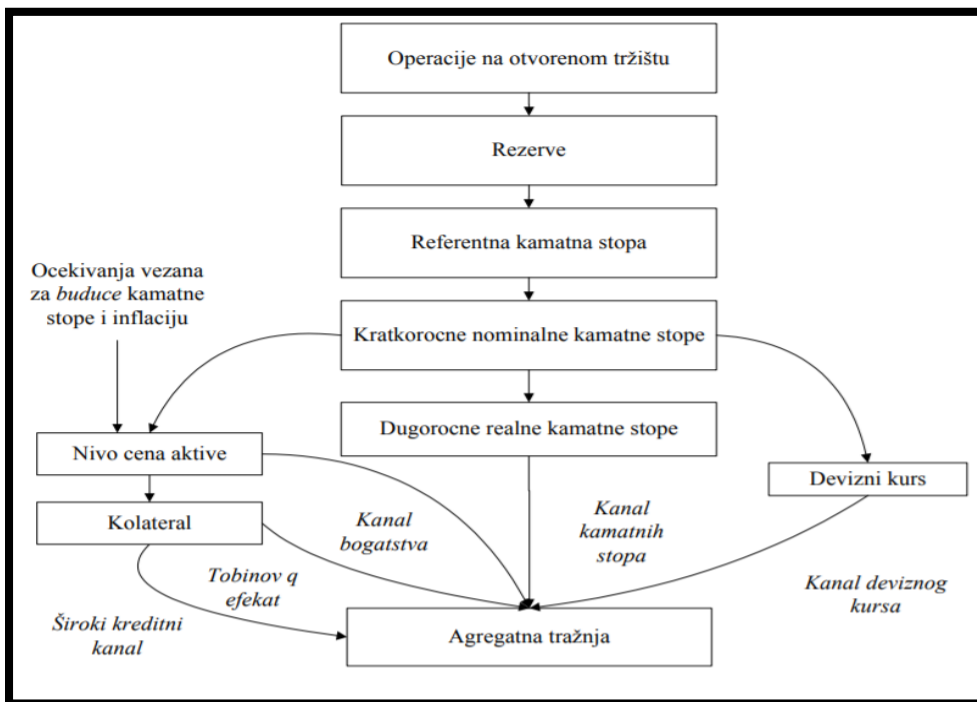 Operacije na otvorenom tržištu
Rezerve
Referentna kamatna stopa
Ocekivanja vezana
za buduce kamatne
stope i inflaciju
Kratkorocne nominalne kamatne stope
Dugorocne realne kamatne stope
Nivo cena aktive
Devizni kurs
Kolateral
Kanal
bogatstva
Kanal
kamatnih
stopa
Tobinov q
efekat
Kanal deviznog
kursa
Široki kreditni
kanal
Agregatna tražnja